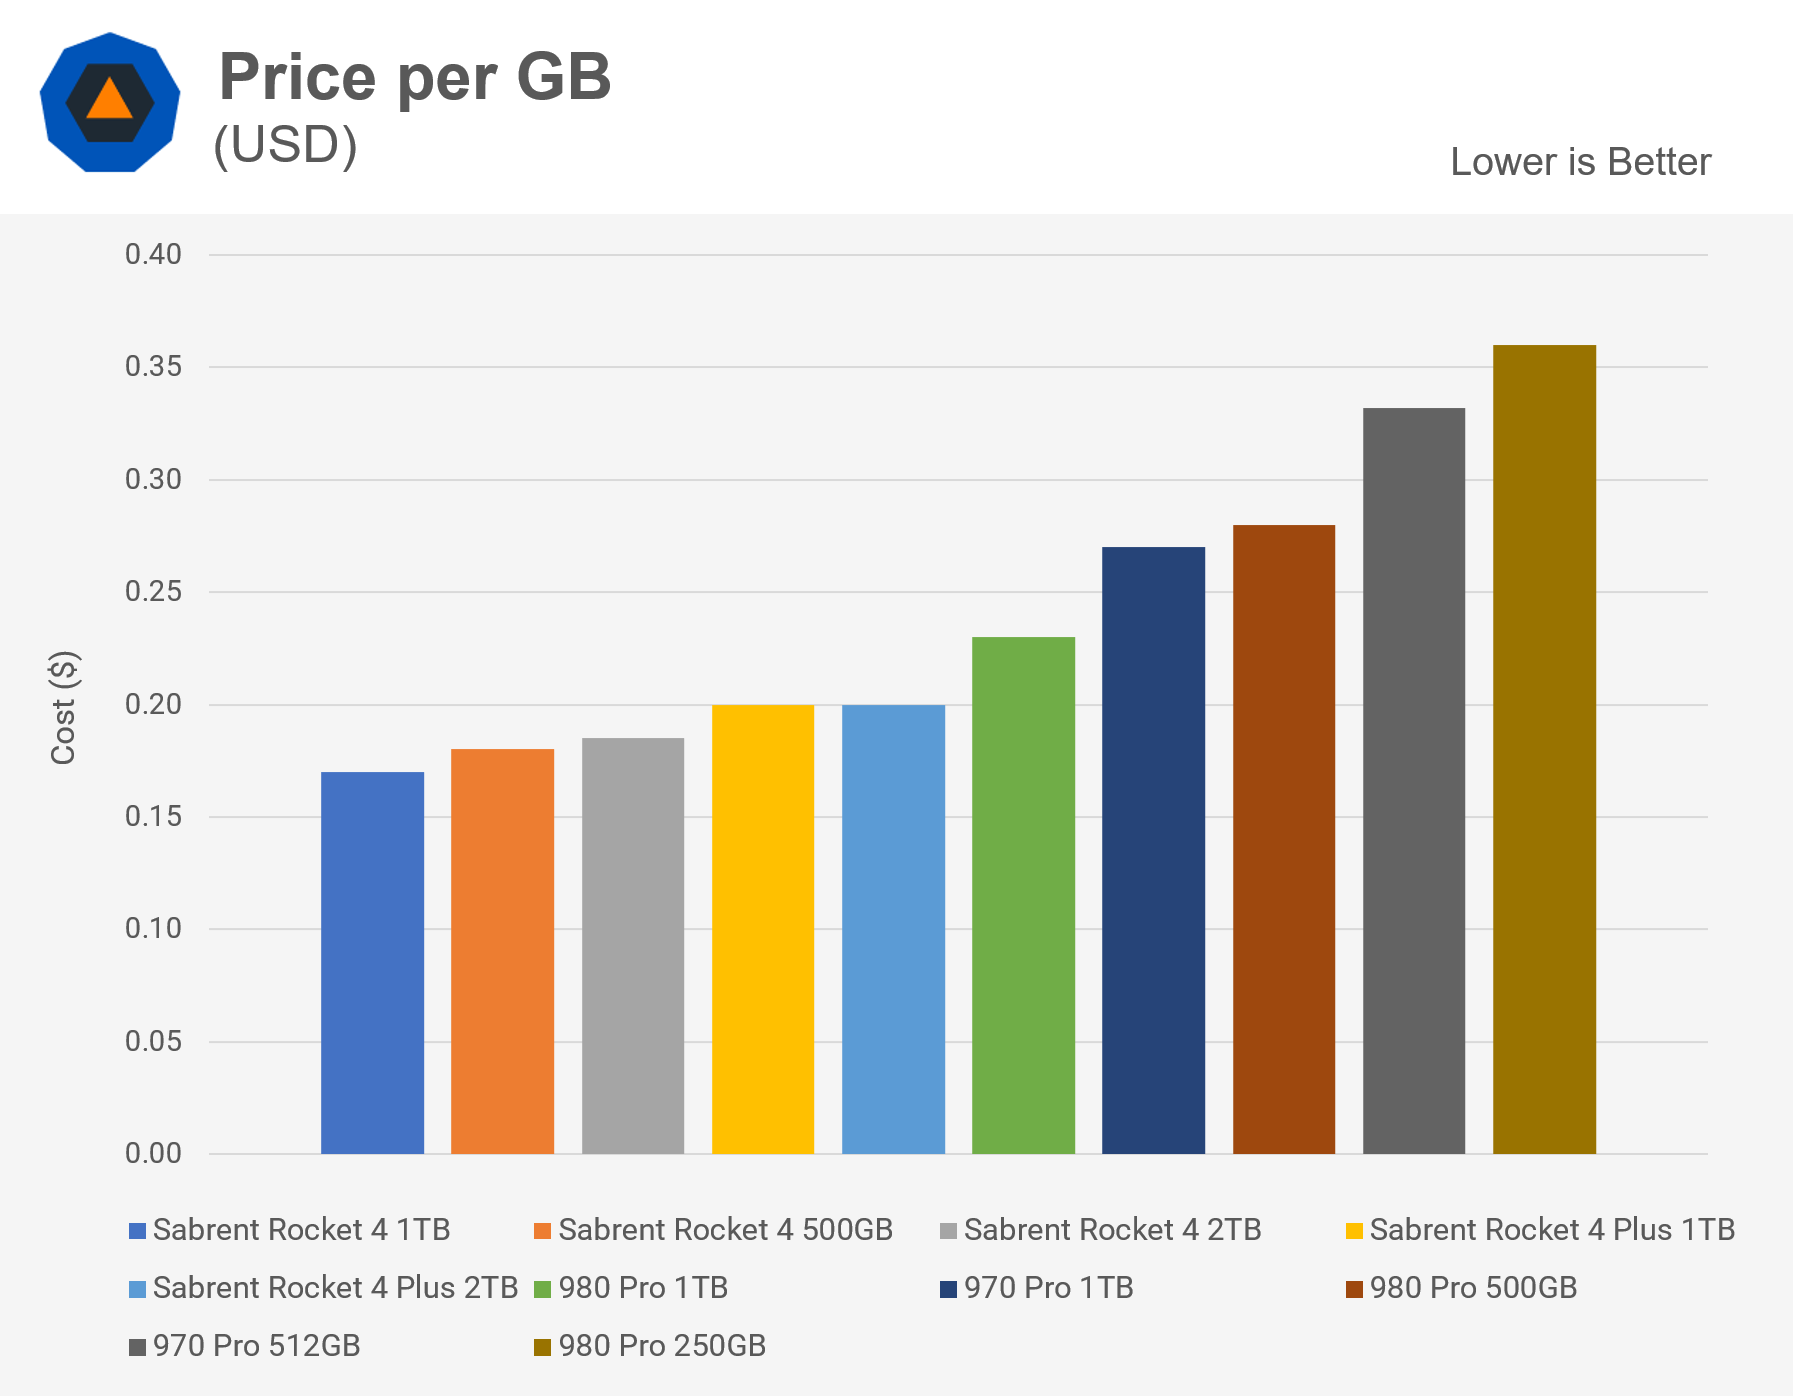 Price per GB
(USD)
Lower is Better
0.40
0.35
0.30
0.25
0.20
0.15
0.10
0.05
0.00
Cost ($)
Sabrent Rocket 4 1TB
Sabrent Rocket 4 500GB
Sabrent Rocket 4 2TB
Sabrent Rocket 4 Plus 1TB
Sabrent Rocket 4 Plus 2TB
980 Pro 1TB
970 Pro 1TB
980 Pro 500GB
970 Pro 512GB
980 Pro 250GB